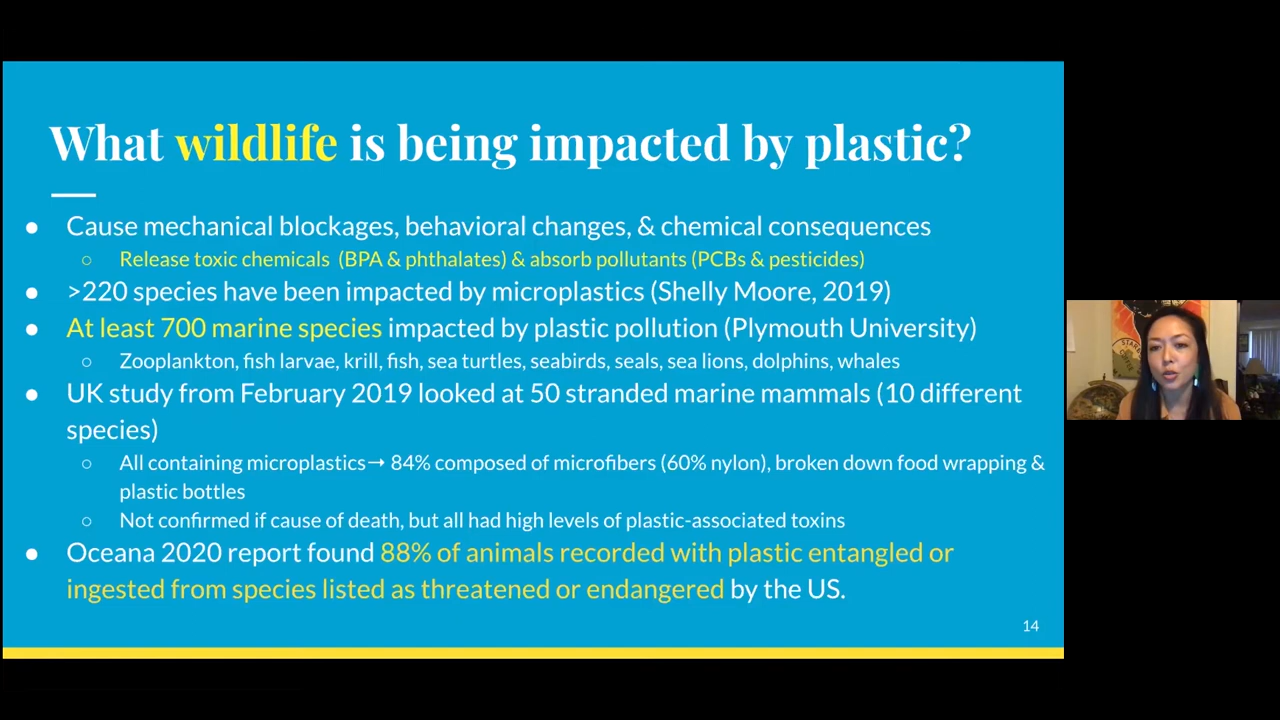 What wildlife is being impacted by plastic?
● Cause mechanical blockages, behavioral changes, & chemical consequences
○ Release toxic chemicals (BPA & phthalates) & absorb pollutants (PCBs & pesticides)
● >220 species have been impacted by microplastics (Shelly Moore, 2019)
● At least 700 marine species impacted by plastic pollution (Plymouth University)
○ Zooplankton, fish larvae, krill, fish, sea turtles, seabirds, seals, sea lions, dolphins, whales
● UK study from February 2019 looked at 50 stranded marine mammals (10 different
species)
○ All containing microplastics→ 84% composed of microfibers (60% nylon), broken down food wrapping &
plastic bottles
○ Not confirmed if cause of death, but all had high levels of plastic-associated toxins
● Oceana 2020 report found 88% of animals recorded with plastic entangled or
ingested from species listed as threatened or endangered by the US.
14